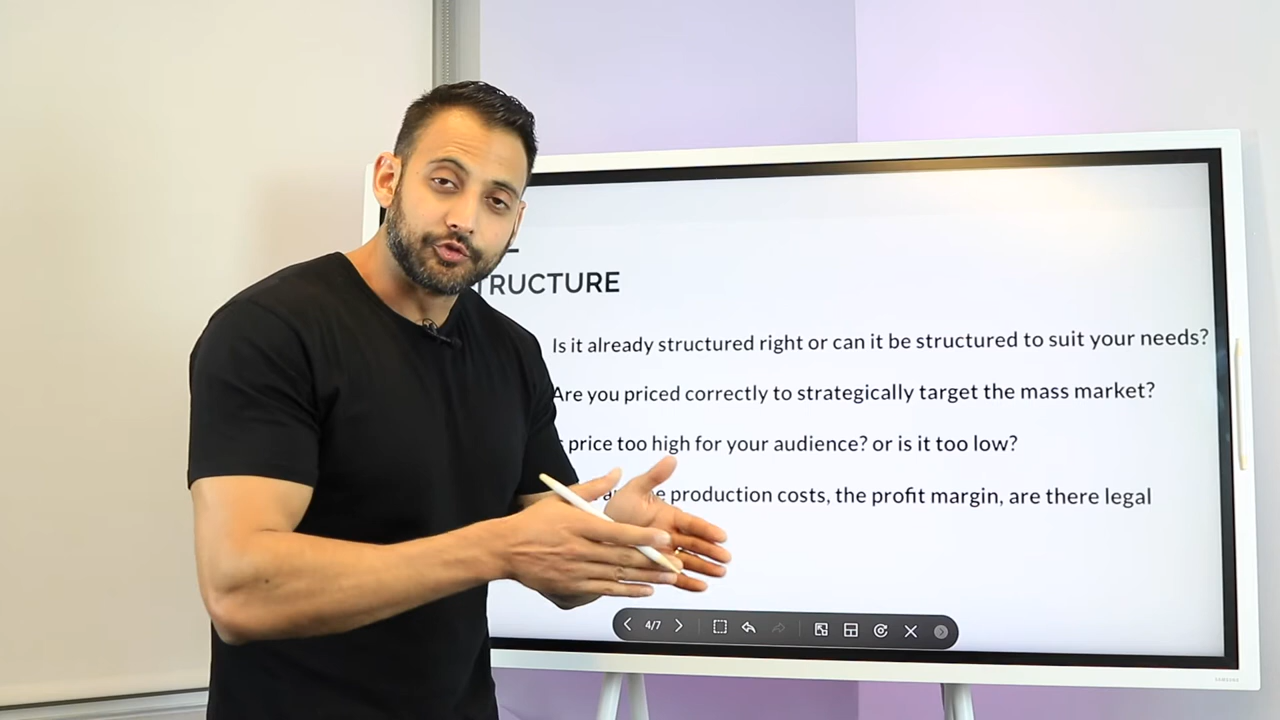 TRUCTURE
Is it already structured right or can it be structured to suit your needs?
Are you priced correctly to strategically target the mass market?
price too high for your audience? or is it too low?
production costs, the profit margin, are there legal
4/7
SAMSUNG